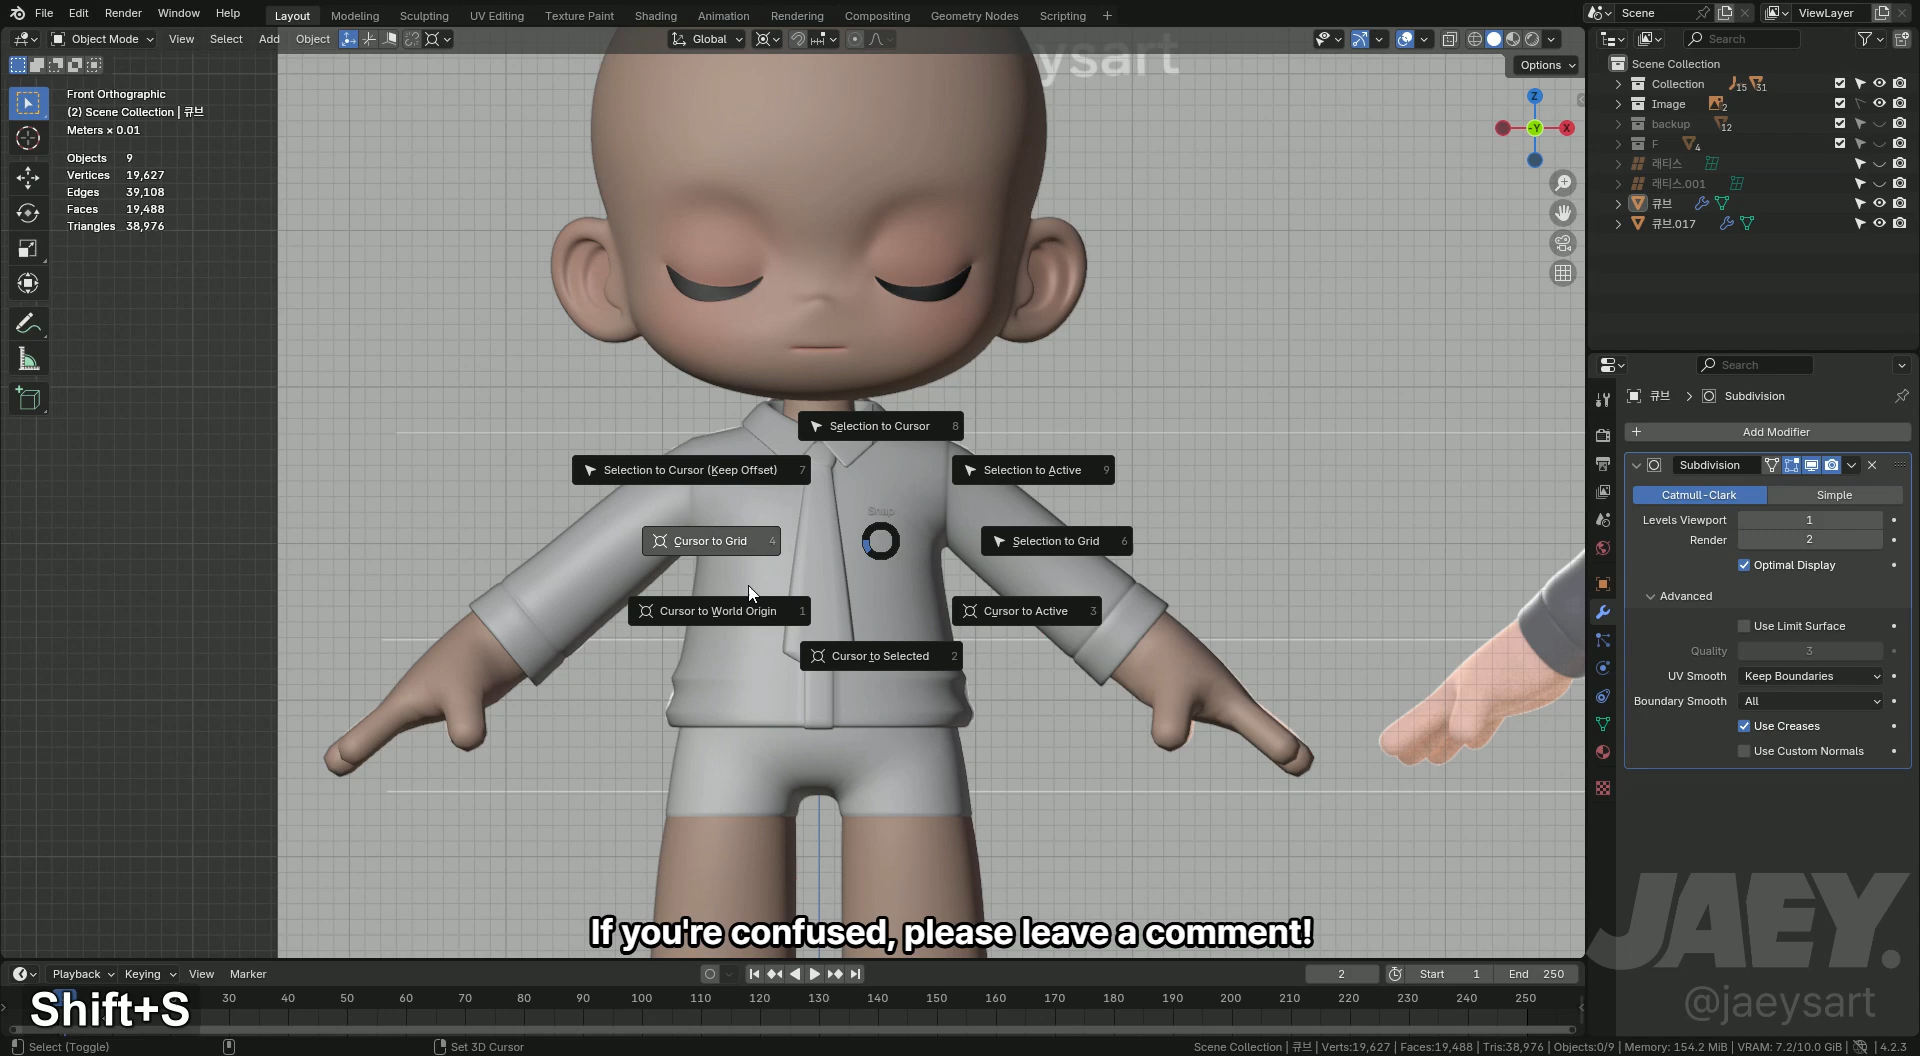 File Edit Render Window Help Layout Modeling Sculpting UV Editing Texture Paint Shading Animation Rendering Compositing Geometry Nodes Scripting +
Scene ViewLayer
Object Mode View Select Add Object Global
Search
Options
ysart
Front Orthographic
(2) Scene Collection | 큐브
Meters × 0.01
Objects 9
Vertices 19,627
Edges 39,108
Faces 19,488
Triangles 38,976
Z
-Y
X
Scene Collection
Collection 15 31
Image 2
backup 12
F 4
래티스
래티스.001
큐브
큐브.017
Search
큐브 > Subdivision
+ Add Modifier
Subdivision
Catmull-Clark Simple
Levels Viewport 1
Render 2
Optimal Display
Advanced
Use Limit Surface
Quality 3
UV Smooth Keep Boundaries
Boundary Smooth All
Use Creases
Use Custom Normals
Selection to Cursor 8
Selection to Cursor (Keep Offset) 7
Selection to Active 9
Snap
Cursor to Grid 4
Selection to Grid 6
Cursor to World Origin 1
Cursor to Active 3
Cursor to Selected 2
If you're confused, please leave a comment!
JAEY.
@jaeysart
Playback Keying View Marker
2 Start 1 End 250
30 40 50 60 70 80 90 100 110 120 130 140 150 160 170 180 190 200 210 220 230 240 250
Shift+S
Select (Toggle) Set 3D Cursor
Scene Collection | 큐브 | Verts:19,627 | Faces:19,488 | Tris:38,976 | Objects:0/9 | Memory: 154.2 MiB | VRAM: 7.2/10.0 GiB | 4.2.3